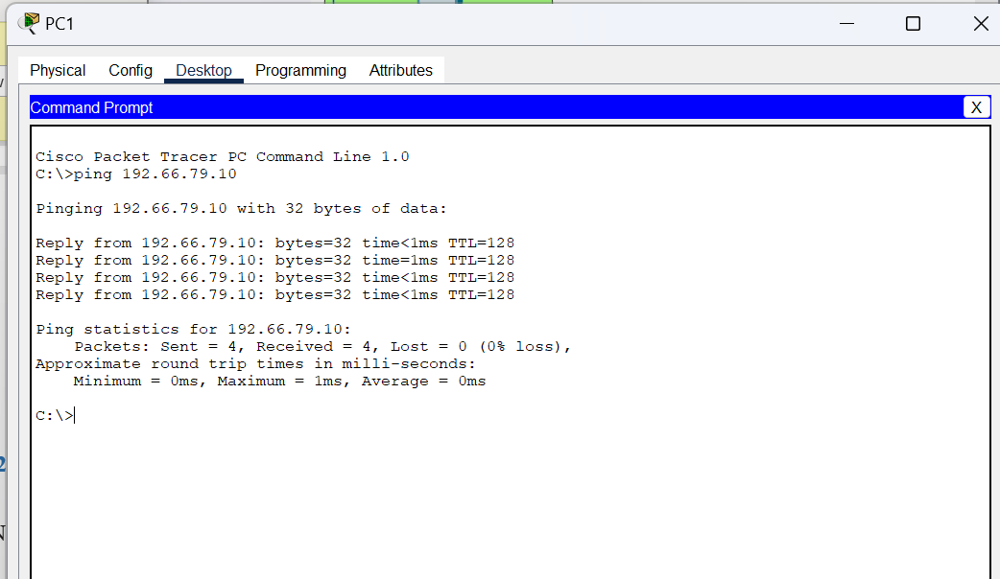 PC1
Physical Config Desktop Programming Attributes
Command Prompt X
Cisco Packet Tracer PC Command Line 1.0
C:\>ping 192.66.79.10
Pinging 192.66.79.10 with 32 bytes of data:
Reply from 192.66.79.10: bytes=32 time<1ms TTL=128
Reply from 192.66.79.10: bytes=32 time=1ms TTL=128
Reply from 192.66.79.10: bytes=32 time<1ms TTL=128
Reply from 192.66.79.10: bytes=32 time<1ms TTL=128
Ping statistics for 192.66.79.10:
Packets: Sent = 4, Received = 4, Lost = 0 (0% loss),
Approximate round trip times in milli-seconds:
Minimum = 0ms, Maximum = 1ms, Average = 0ms
C:\>